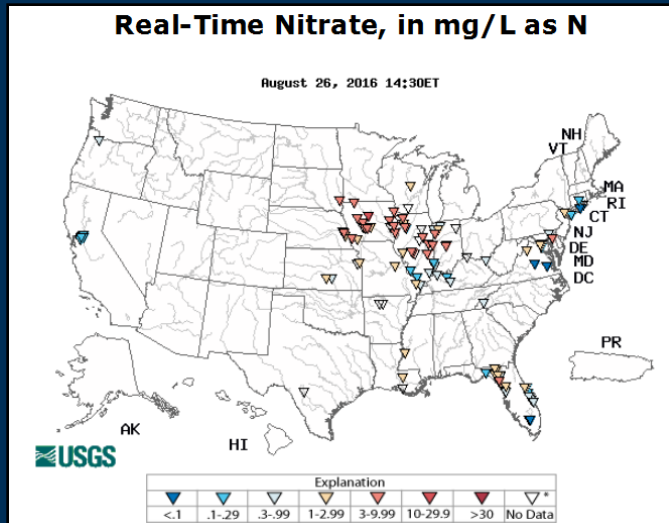 Real-Time Nitrate, in mg/L as N
August 26, 2016 14:30ET
NH
VT
MA
RI
CT
NJ
DE
MD
DC
PR
AK
HI
USGS
Explanation
<.1 .1-.29 .3-.99 1-2.99 3-9.99 10-29.9 >30 No Data *